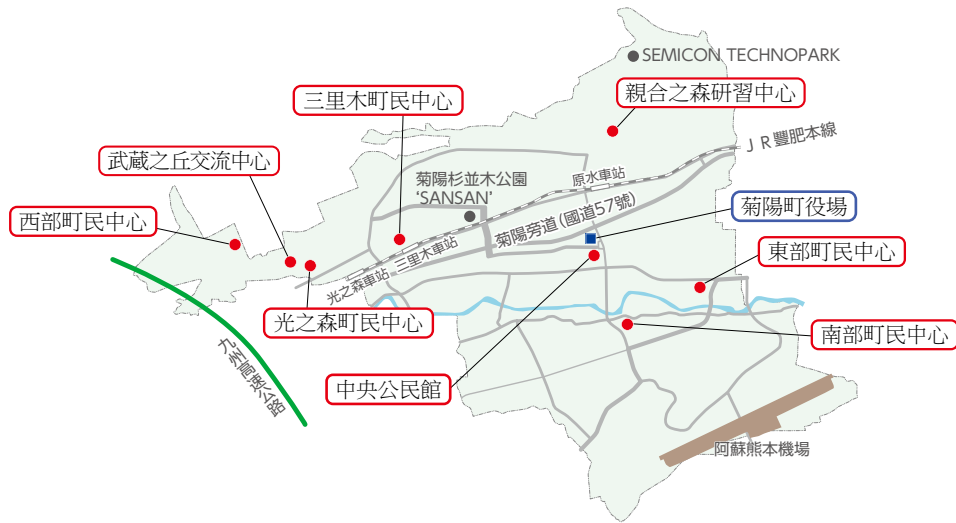 SEMICON TECHNOPARK
三里木町民中心
親合之森研習中心
JR豐肥本線
武蔵之丘交流中心
菊陽杉並木公園
‘SANSAN’
原水車站
西部町民中心
菊陽旁道(國道57號)
菊陽町役場
三里木車站
光之森車站
東部町民中心
光之森町民中心
南部町民中心
九州高速公路
中央公民館
阿蘇熊本機場